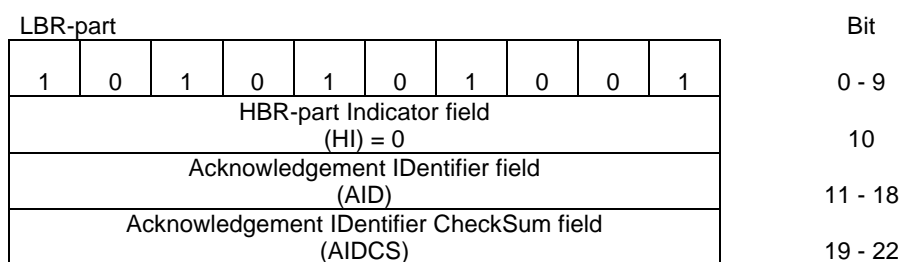 LBR-part Bit
1 0 1 0 1 0 1 0 0 1 0 - 9
HBR-part Indicator field
(HI) = 0 10
Acknowledgement IDentifier field
(AID) 11 - 18
Acknowledgement IDentifier CheckSum field
(AIDCS) 19 - 22